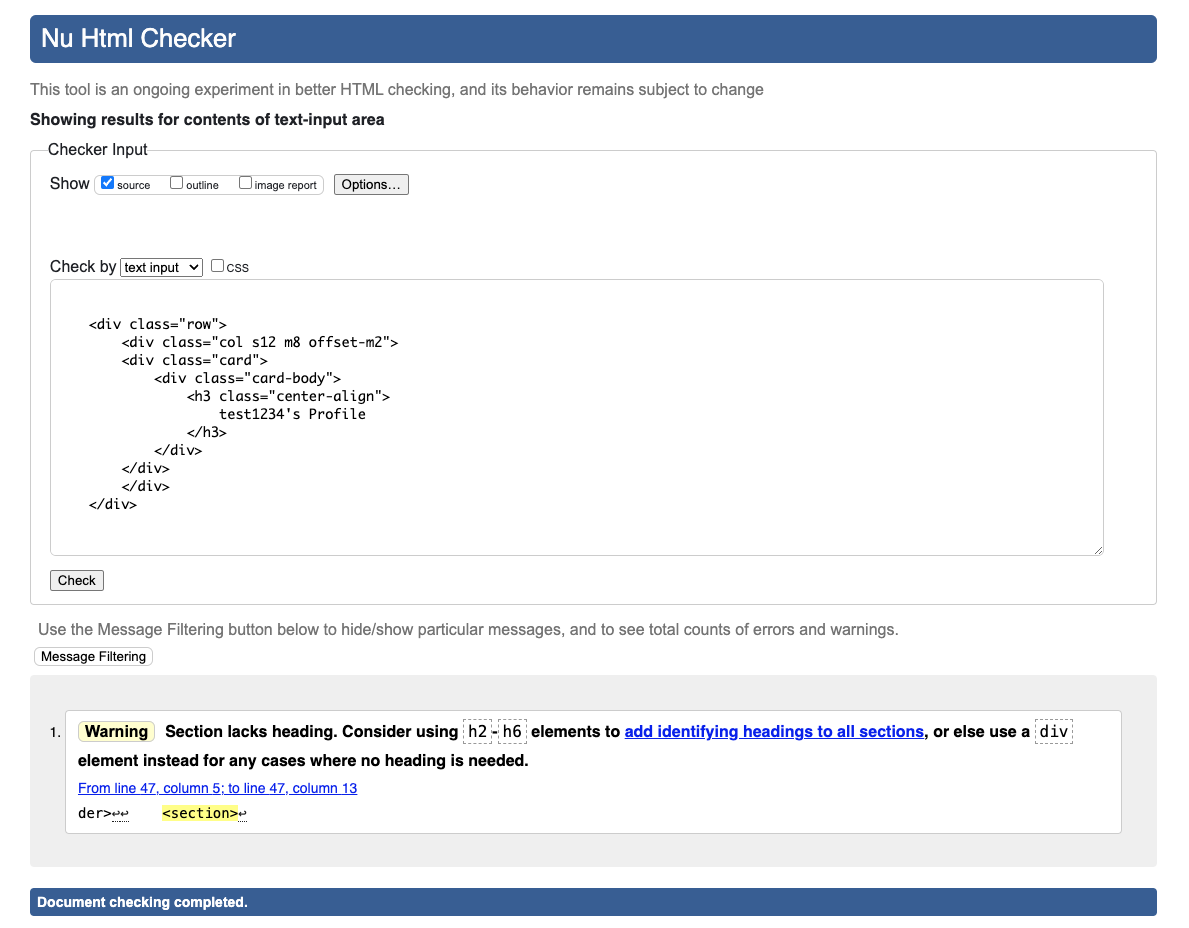 Nu Html Checker
This tool is an ongoing experiment in better HTML checking, and its behavior remains subject to change
Showing results for contents of text-input area
Checker Input
Show source outline image report Options...
Check by text input CSS
<div class="row">
<div class="col s12 m8 offset-m2">
<div class="card">
<div class="card-body">
<h3 class="center-align">
test1234's Profile
</h3>
</div>
</div>
</div>
</div>
Check
Use the Message Filtering button below to hide/show particular messages, and to see total counts of errors and warnings.
Message Filtering
1. Warning Section lacks heading. Consider using h2-h6 elements to add identifying headings to all sections, or else use a div
element instead for any cases where no heading is needed.
From line 47, column 5; to line 47, column 13
der>↩↩ <section>↩
Document checking completed.